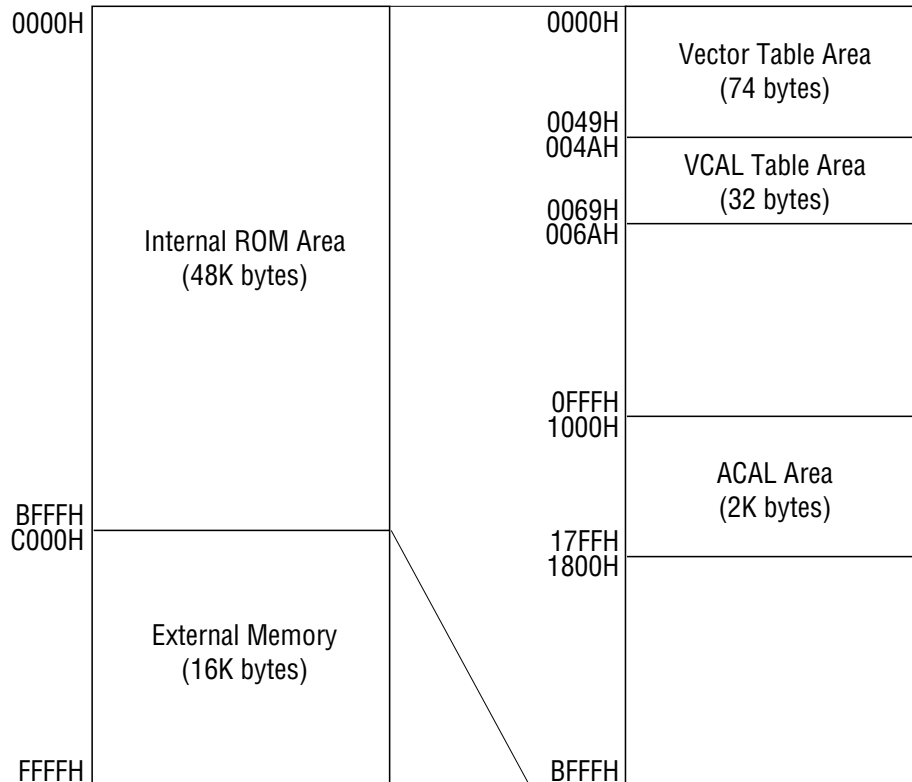 0000H
Internal ROM Area
(48K bytes)
BFFFH
C000H
External Memory
(16K bytes)
FFFFH
0000H
Vector Table Area
(74 bytes)
0049H
004AH
VCAL Table Area
(32 bytes)
0069H
006AH
0FFFH
1000H
ACAL Area
(2K bytes)
17FFH
1800H
BFFFH